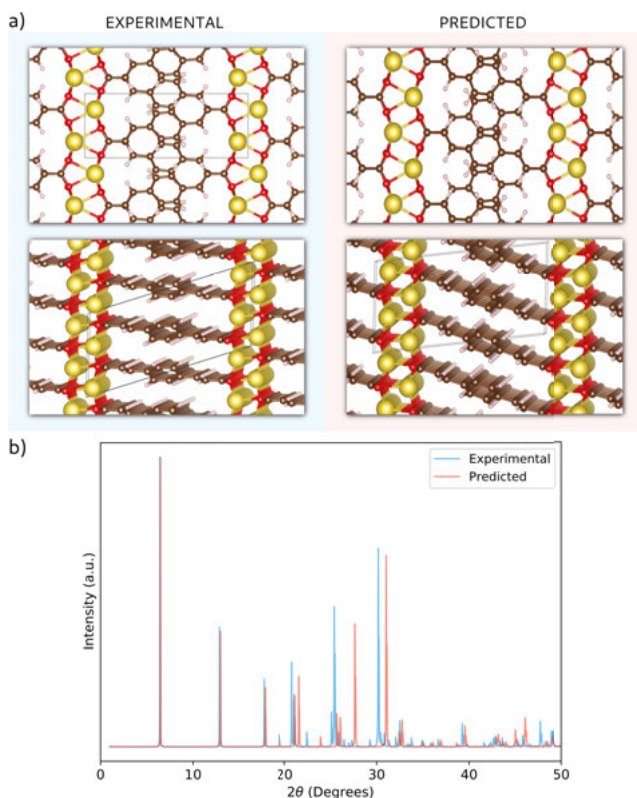 a)
EXPERIMENTAL
PREDICTED
b)
Experimental
Predicted
Intensity (a.u.)
0 10 20 30 40 50
2θ (Degrees)